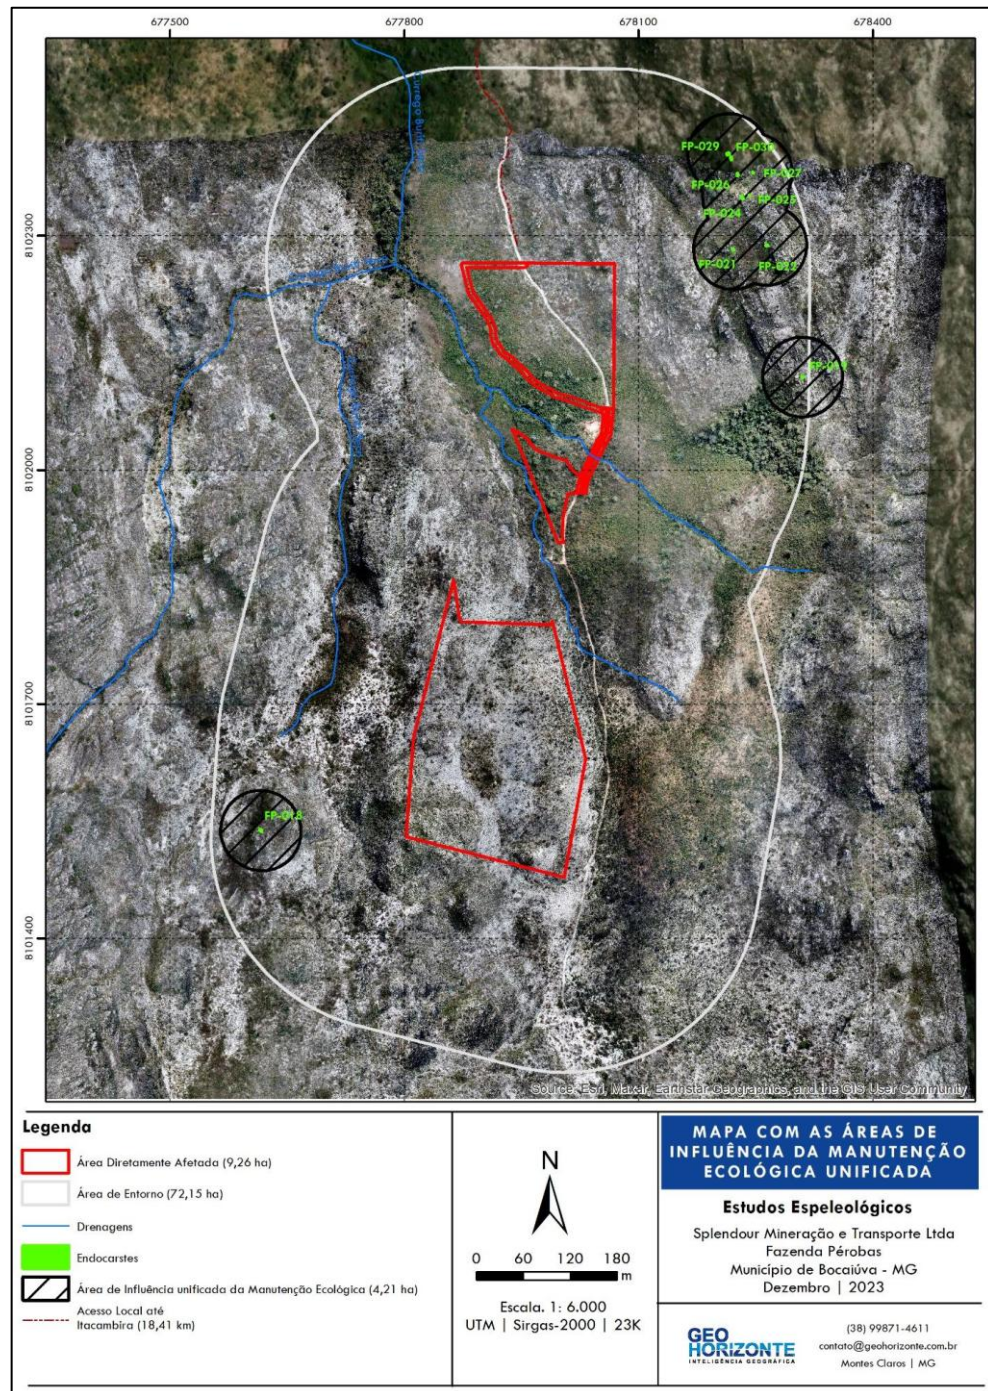 677500
677800
678100
678400
8102300
8102000
8101700
8101400
FP-029
FP-030
FP-027
FP-026
FP-025
FP-024
FP-021
FP-022
FP-018
Source: Esri, Maxar, Earthstar Geographics, and the GIS User Community
Legenda
Área Diretamente Afetada (9,26 ha)
Área de Entorno (72,15 ha)
Drenagens
Endocarstes
Área de Influência unificada da Manutenção Ecológica (4,21 ha)
Acesso Local até
Itacambira (18,41 km)
N
0 60 120 180
m
Escala. 1: 6.000
UTM | Sirgas-2000 | 23K
MAPA COM AS ÁREAS DE
INFLUÊNCIA DA MANUTENÇÃO
ECOLÓGICA UNIFICADA
Estudos Espeleológicos
Splendour Mineração e Transporte Ltda
Fazenda Pérobas
Município de Bocaiúva - MG
Dezembro | 2023
GEO
HORIZONTE
INTELIGÊNCIA GEOGRÁFICA
(38) 99871-4611
contato@geohorizonte.com.br
Montes Claros | MG